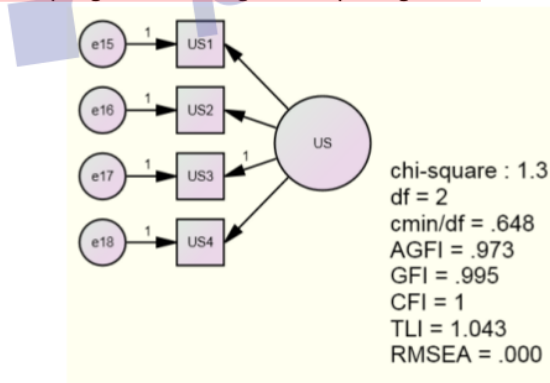 e15 1 US1
e16 1 US2
US
e17 1 US3 1
e18 1 US4
chi-square : 1.3
df = 2
cmin/df = .648
AGFI = .973
GFI = .995
CFI = 1
TLI = 1.043
RMSEA = .000